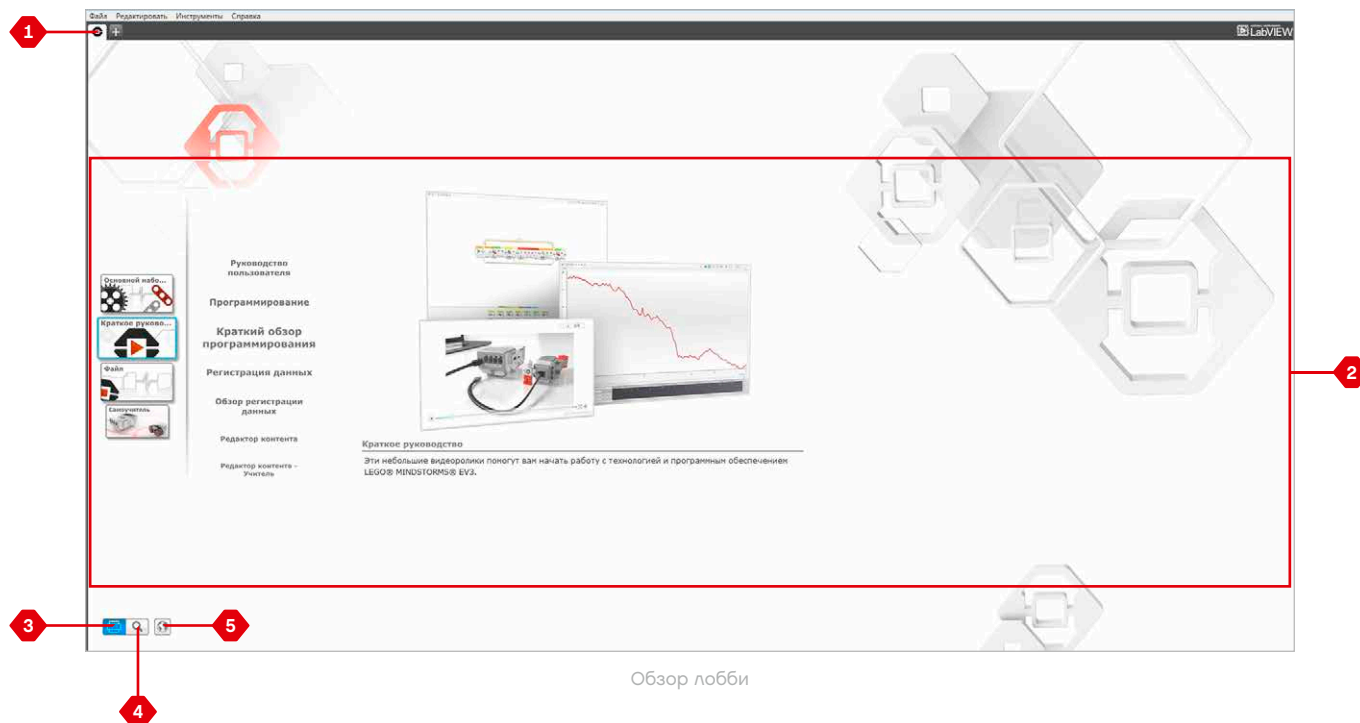 Файл Редактировать Инструменты Справка
1
LabVIEW
Руководство
пользователя
Основной набо...
Программирование
Краткое руково...
Краткий обзор
программирования
Файл
Регистрация данных
Обзор регистрации
данных
Самоучитель
Редактор контента
Редактор контента -
Учитель
Краткое руководство
Эти небольшие видеоролики помогут вам начать работу с технологией и программным обеспечением
LEGO® MINDSTORMS® EV3.
2
3
5
4
Обзор лобби